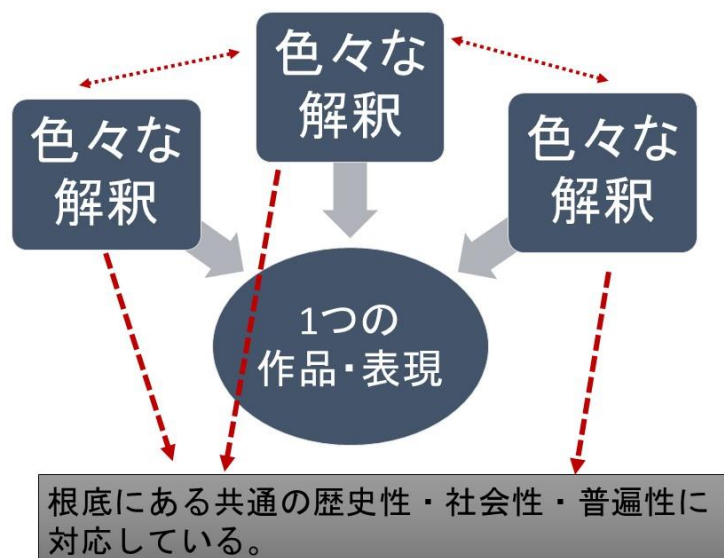 色々な
解釈
色々な
解釈
色々な
解釈
1つの
作品・表現
根底にある共通の歴史性・社会性・普遍性に
対応している。